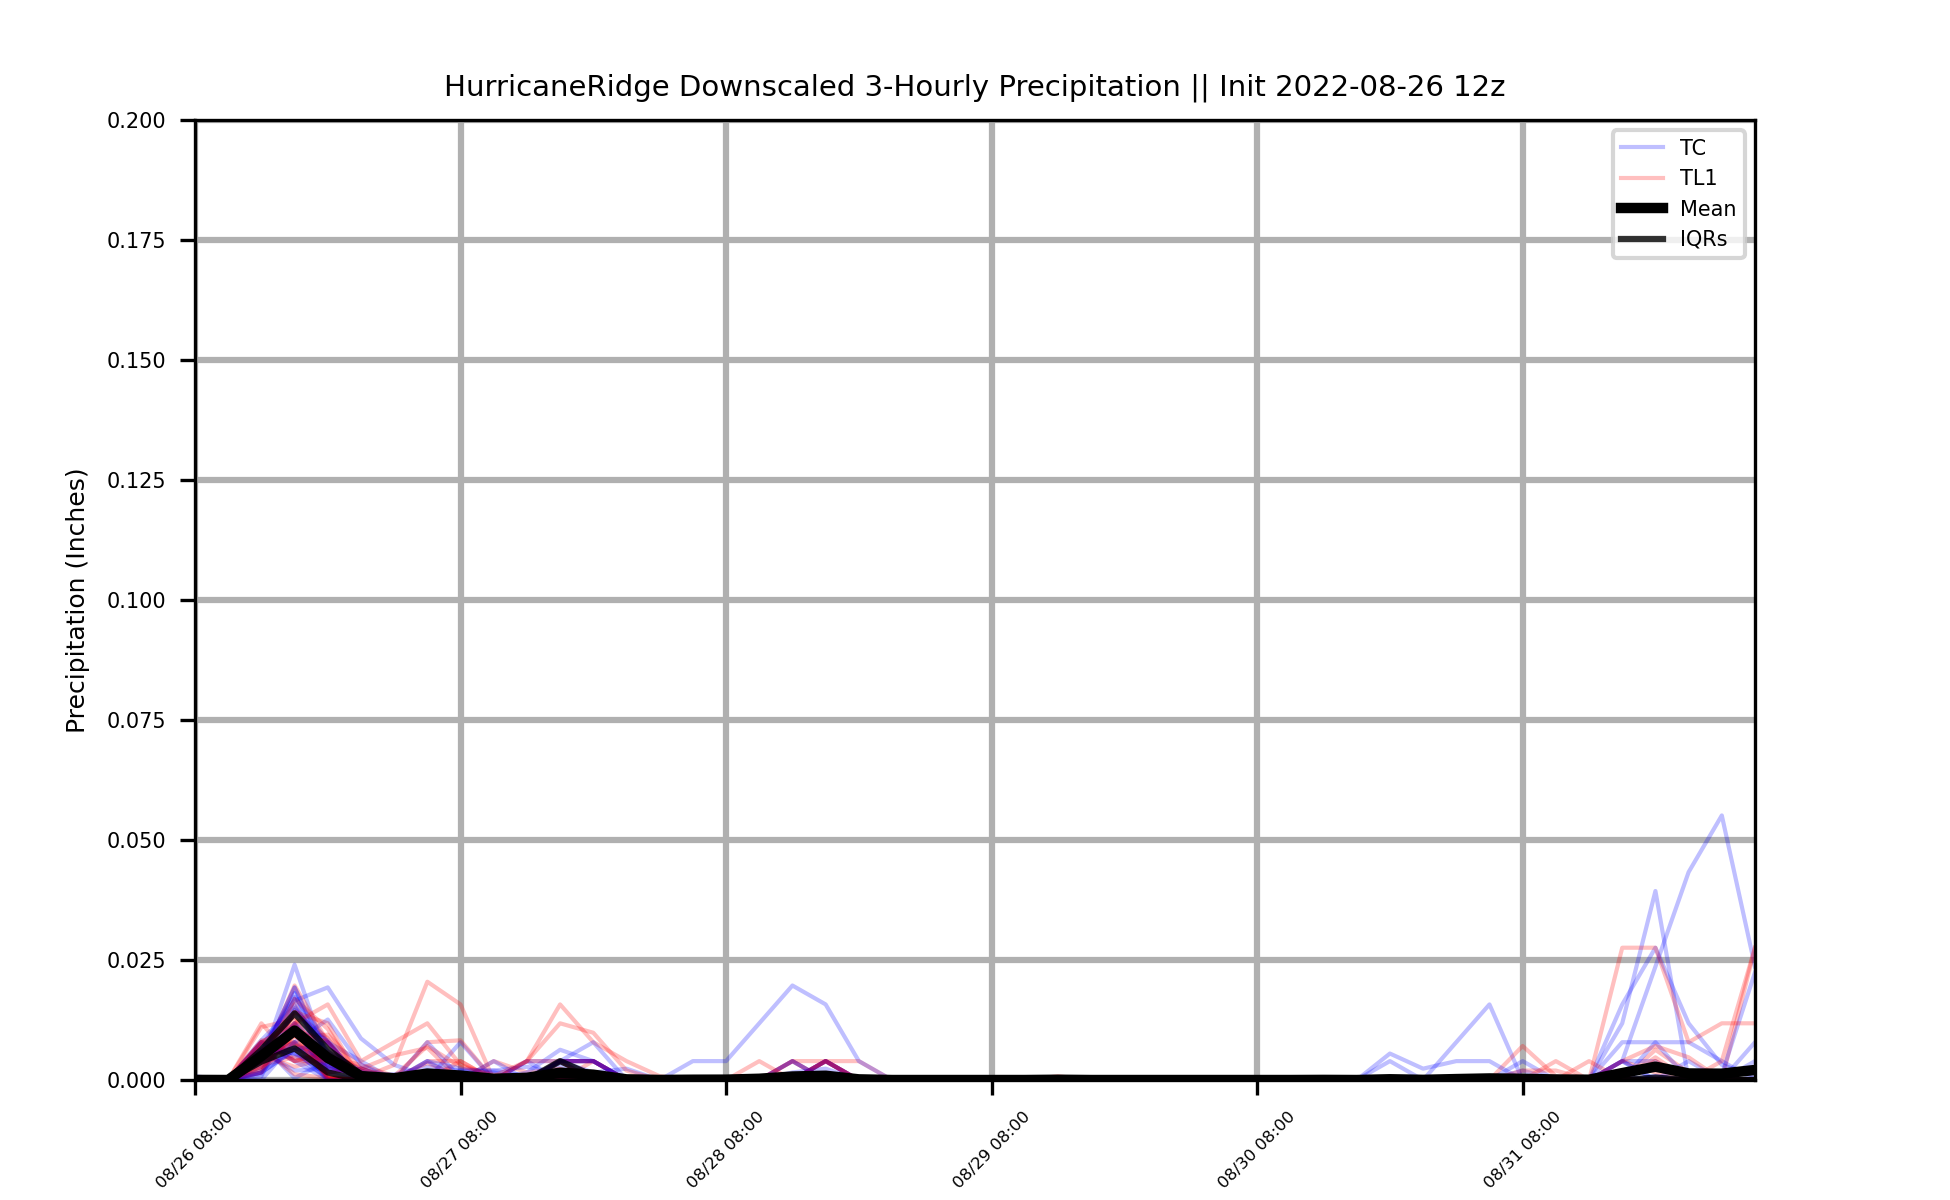 HurricaneRidge Downscaled 3-Hourly Precipitation || Init 2022-08-26 12z
TC
TL1
Mean
IQRs
Precipitation (Inches)
0.200
0.175
0.150
0.125
0.100
0.075
0.050
0.025
0.000
08/26 08:00
08/27 08:00
08/28 08:00
08/29 08:00
08/30 08:00
08/31 08:00